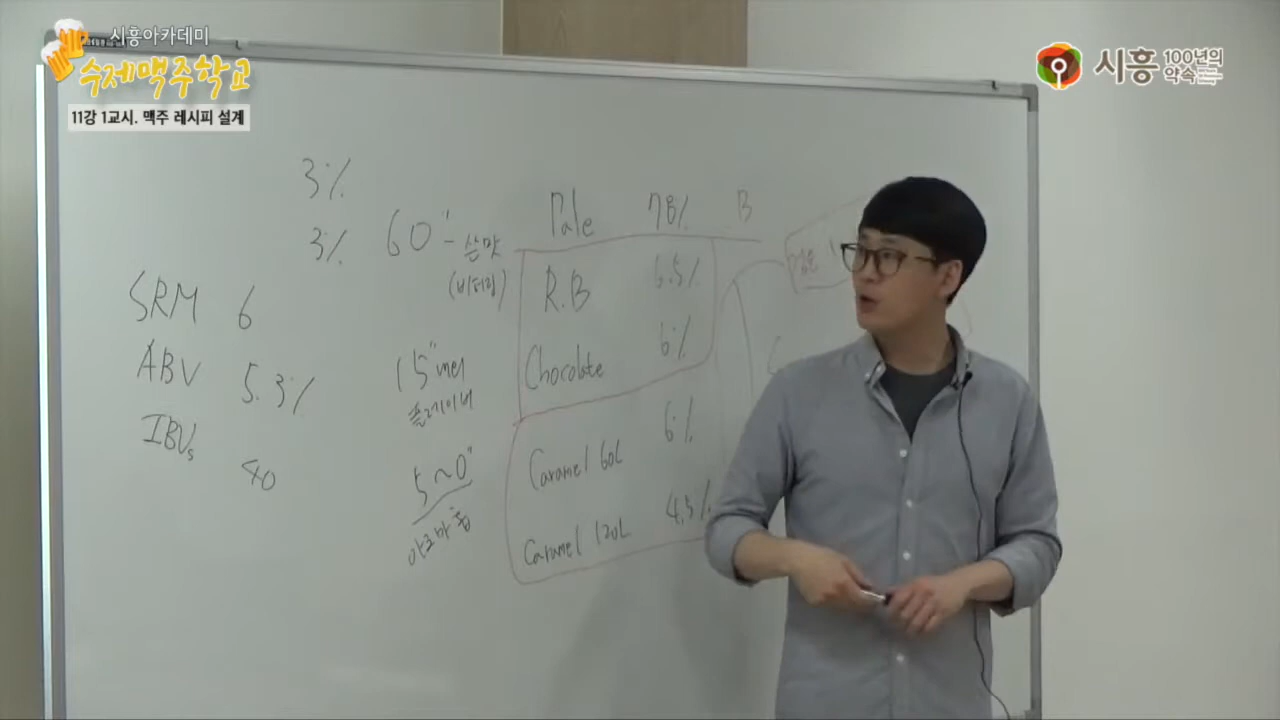 시흥아카데미
수제맥주학교
11강 1교시. 맥주 레시피 설계
시흥 100년의 약속
3%
3%
60" - 쓴맛
(비터링)
SRM 6
ABV 5.3%
IBUs 40
15"
플레이버
5~0"
아로마 홉
Pale 78% B
R.B 6.5%
Chocolate 6%
Caramel 60L 6%
Caramel 120L 4.5%
검은